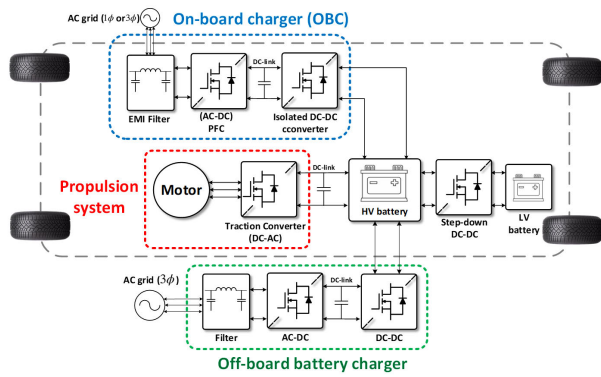 AC grid (1ϕ or 3ϕ)
On-board charger (OBC)
DC-link
EMI Filter
(AC-DC)
PFC
Isolated DC-DC
cconverter
Propulsion
system
Motor
DC-link
Traction Converter
(DC-AC)
HV battery
Step-down
DC-DC
LV
battery
AC grid (3ϕ)
DC-link
Filter
AC-DC
DC-DC
Off-board battery charger